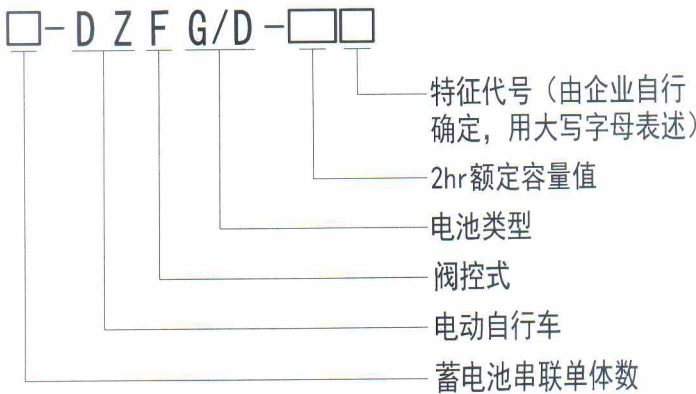 □-DZFG/D-□□
特征代号（由企业自行
确定，用大写字母表述）
2hr额定容量值
电池类型
阀控式
电动自行车
蓄电池串联单体数